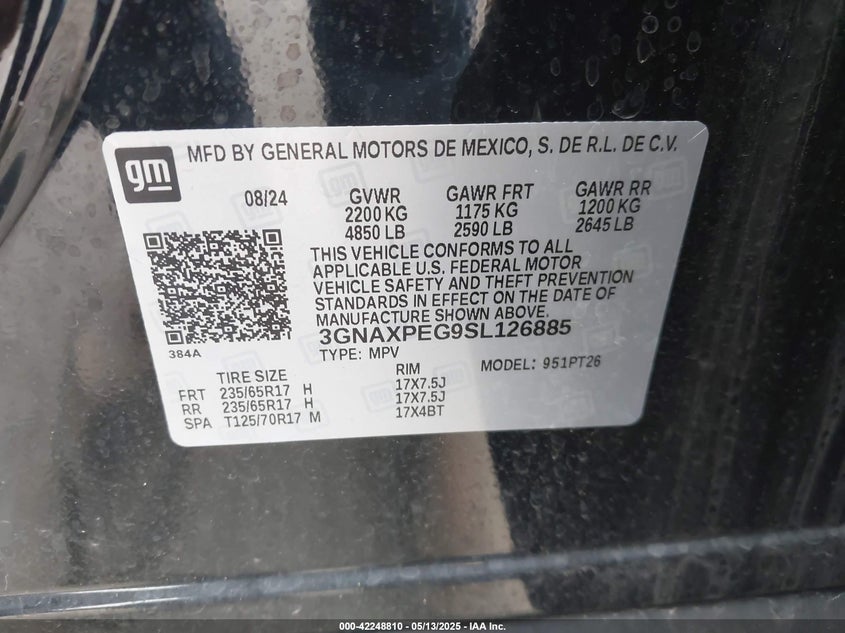 gm
MFD BY GENERAL MOTORS DE MEXICO, S. DE R.L. DE C.V.
08/24 GVWR GAWR FRT GAWR RR
2200 KG 1175 KG 1200 KG
4850 LB 2590 LB 2645 LB
THIS VEHICLE CONFORMS TO ALL
APPLICABLE U.S. FEDERAL MOTOR
VEHICLE SAFETY AND THEFT PREVENTION
STANDARDS IN EFFECT ON THE DATE OF
MANUFACTURE SHOWN ABOVE.
3GNAXPEG9SL126885
384A TYPE: MPV MODEL: 951PT26
TIRE SIZE RIM
FRT 235/65R17 H 17X7.5J
RR 235/65R17 H 17X7.5J
SPA T125/70R17 M 17X4BT
000-42248810 - 05/13/2025 - IAA Inc.